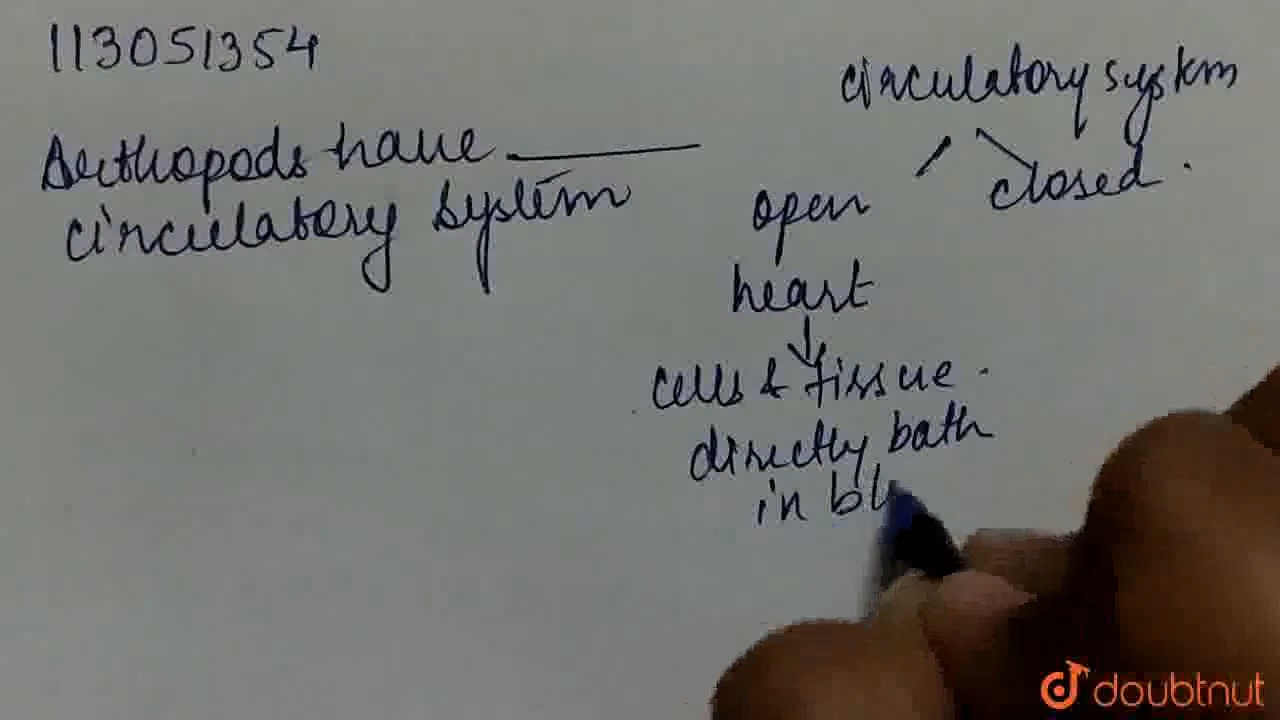 113051354
Arthopods have ______
circulatory system
circulatory system
open closed.
heart
↓
cells & tissue.
directly bath
in bl
doubtnut